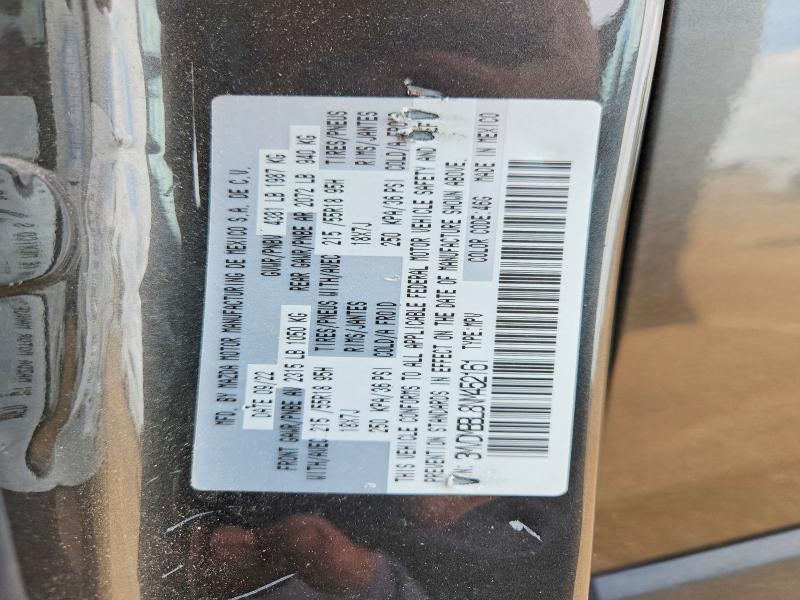 MFD. BY MAZDA MOTOR MANUFACTURING DE MEXICO S.A. DE C.V.
DATE 09/22 GVWR/PNBV 4281 LB 1987 KG
FRONT GAWR/PNBE AV 2315 LB 1050 KG REAR GAWR/PNBE AR 2072 LB 940 KG
WITH/AVEC 215 /55R18 95H TIRES/PNEUS WITH/AVEC 215 /55R18 95H TIRES/PNEUS
18X7J RIMS/JANTES 18X7J RIMS/JANTES
250 KPA/36 PSI COLD/A FROID 250 KPA/36 PSI COLD/A FROID
THIS VEHICLE CONFORMS TO ALL APPLICABLE FEDERAL MOTOR VEHICLE SAFETY AND
PREVENTION STANDARDS IN EFFECT ON THE DATE OF MANUFACTURE SHOWN ABOVE.
TYPE:MPV COLOR CODE:46G MADE IN MEXICO